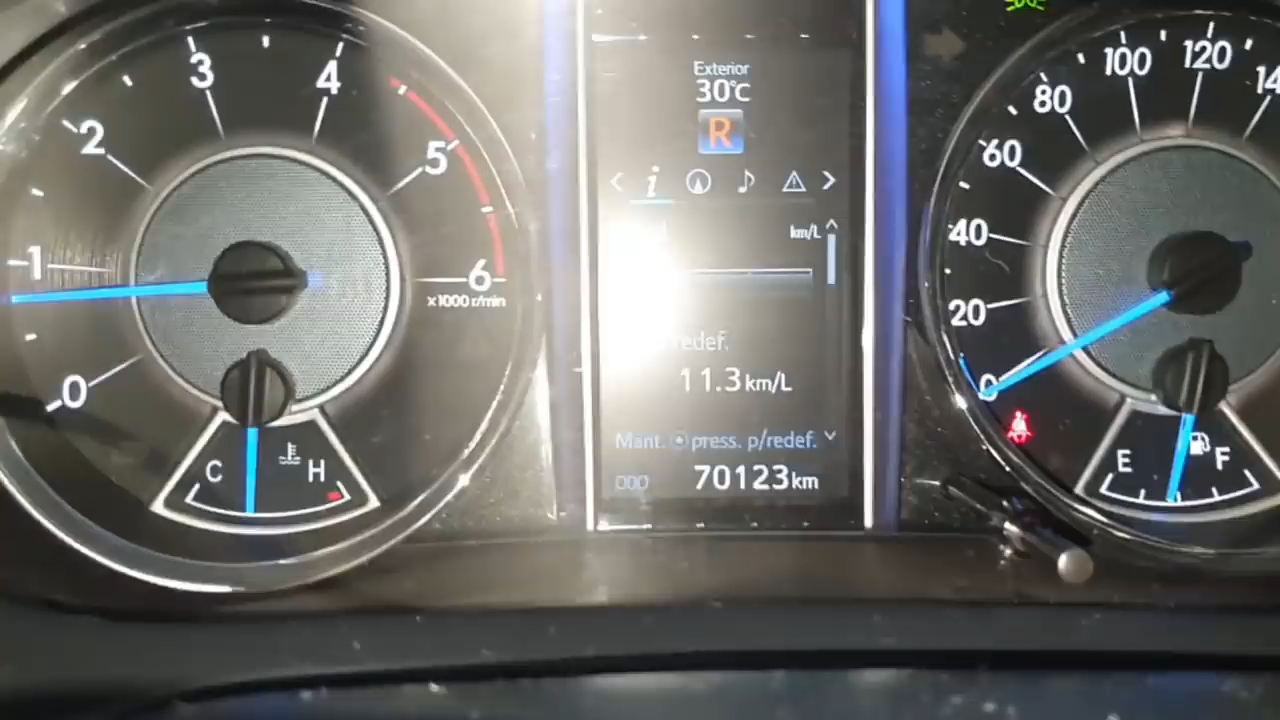 Exterior
30°C
R
km/L
redef.
11.3 km/L
Mant. press. p/redef.
ODO 70123 km
0
1
2
3
4
5
6
x1000 r/min
C H
0
20
40
60
80
100
120
E F